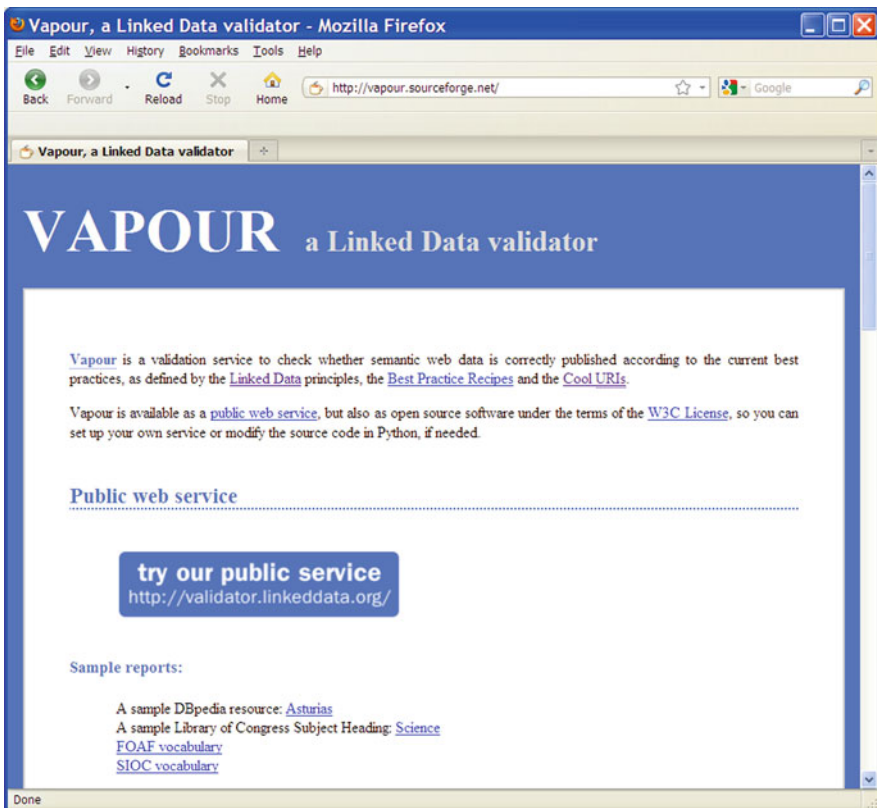 Vapour, a Linked Data validator - Mozilla Firefox
File Edit View History Bookmarks Tools Help
Back Forward Reload Stop Home http://vapour.sourceforge.net/ Google
Vapour, a Linked Data validator
VAPOUR a Linked Data validator
Vapour is a validation service to check whether semantic web data is correctly published according to the current best
practices, as defined by the Linked Data principles, the Best Practice Recipes and the Cool URIs.
Vapour is available as a public web service, but also as open source software under the terms of the W3C License, so you can
set up your own service or modify the source code in Python, if needed.
Public web service
try our public service
http://validator.linkeddata.org/
Sample reports:
A sample DBpedia resource: Asturias
A sample Library of Congress Subject Heading: Science
FOAF vocabulary
SIOC vocabulary
Done